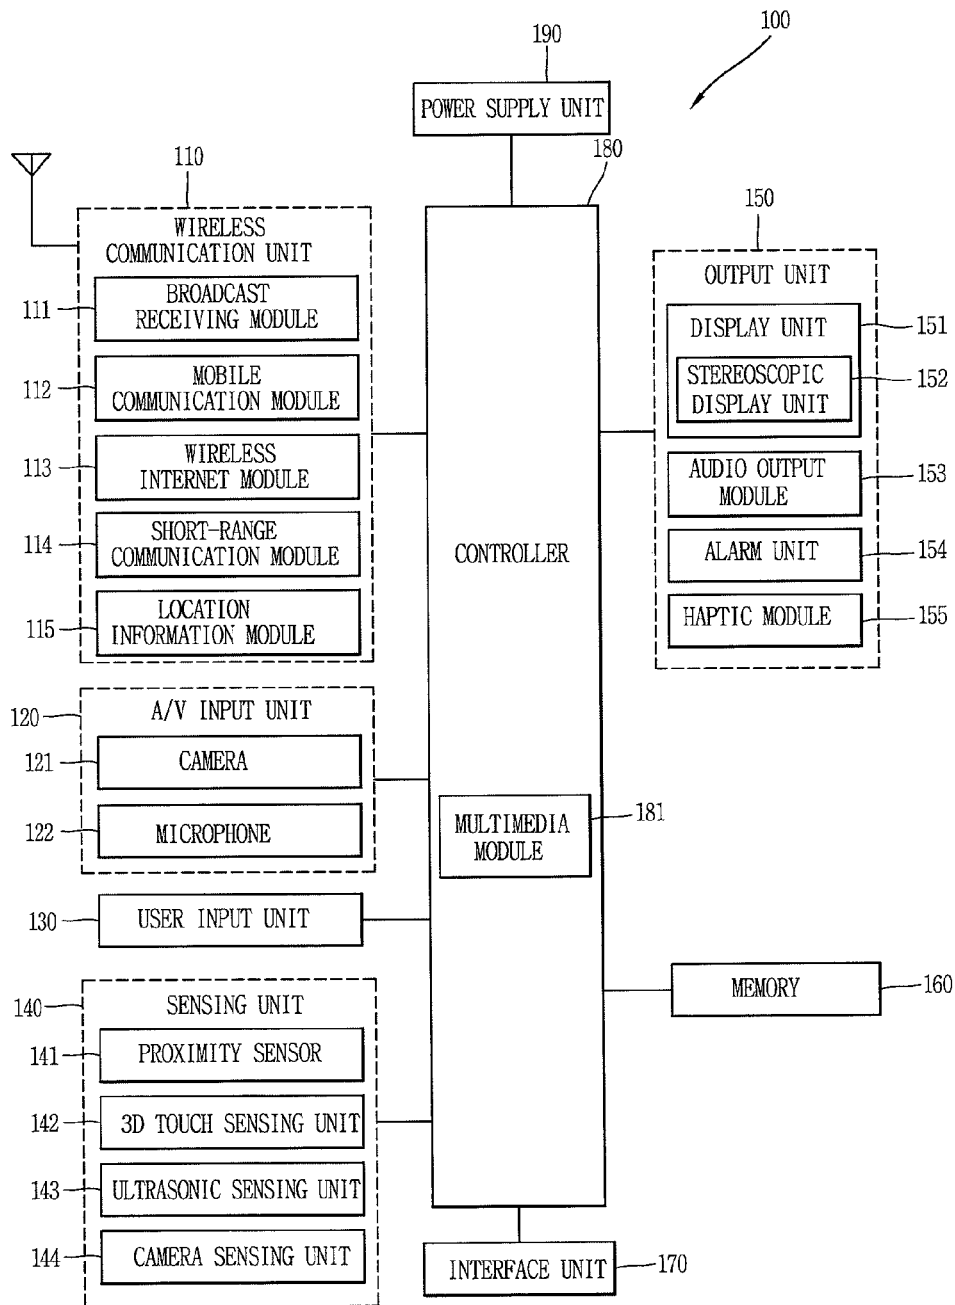 100
190
POWER SUPPLY UNIT
180
110
WIRELESS
COMMUNICATION UNIT
111
BROADCAST
RECEIVING MODULE
112
MOBILE
COMMUNICATION MODULE
113
WIRELESS
INTERNET MODULE
114
SHORT-RANGE
COMMUNICATION MODULE
115
LOCATION
INFORMATION MODULE
120
A/V INPUT UNIT
121
CAMERA
122
MICROPHONE
130
USER INPUT UNIT
140
SENSING UNIT
141
PROXIMITY SENSOR
142
3D TOUCH SENSING UNIT
143
ULTRASONIC SENSING UNIT
144
CAMERA SENSING UNIT
CONTROLLER
MULTIMEDIA
MODULE
181
150
OUTPUT UNIT
DISPLAY UNIT
151
STEREOSCOPIC
DISPLAY UNIT
152
AUDIO OUTPUT
MODULE
153
ALARM UNIT
154
HAPTIC MODULE
155
MEMORY
160
INTERFACE UNIT
170